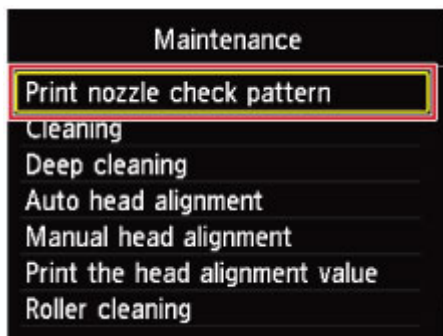 Maintenance
Print nozzle check pattern
Cleaning
Deep cleaning
Auto head alignment
Manual head alignment
Print the head alignment value
Roller cleaning